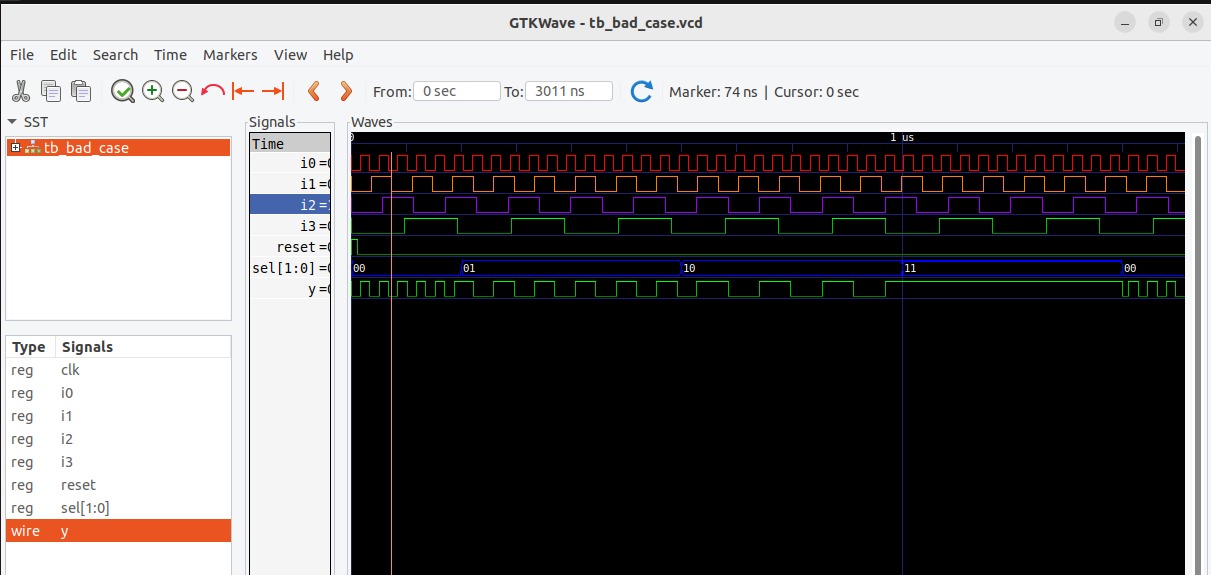 GTKWave - tb_bad_case.vcd
File Edit Search Time Markers View Help
From: 0 sec To: 3011 ns Marker: 74 ns | Cursor: 0 sec
SST
tb_bad_case
Type Signals
reg clk
reg i0
reg i1
reg i2
reg i3
reg reset
reg sel[1:0]
wire y
Signals
Time
i0 =0
i1 =0
i2 =1
i3 =0
reset =0
sel[1:0] =0
y =0
Waves
0 1 us
00 01 10 11 00